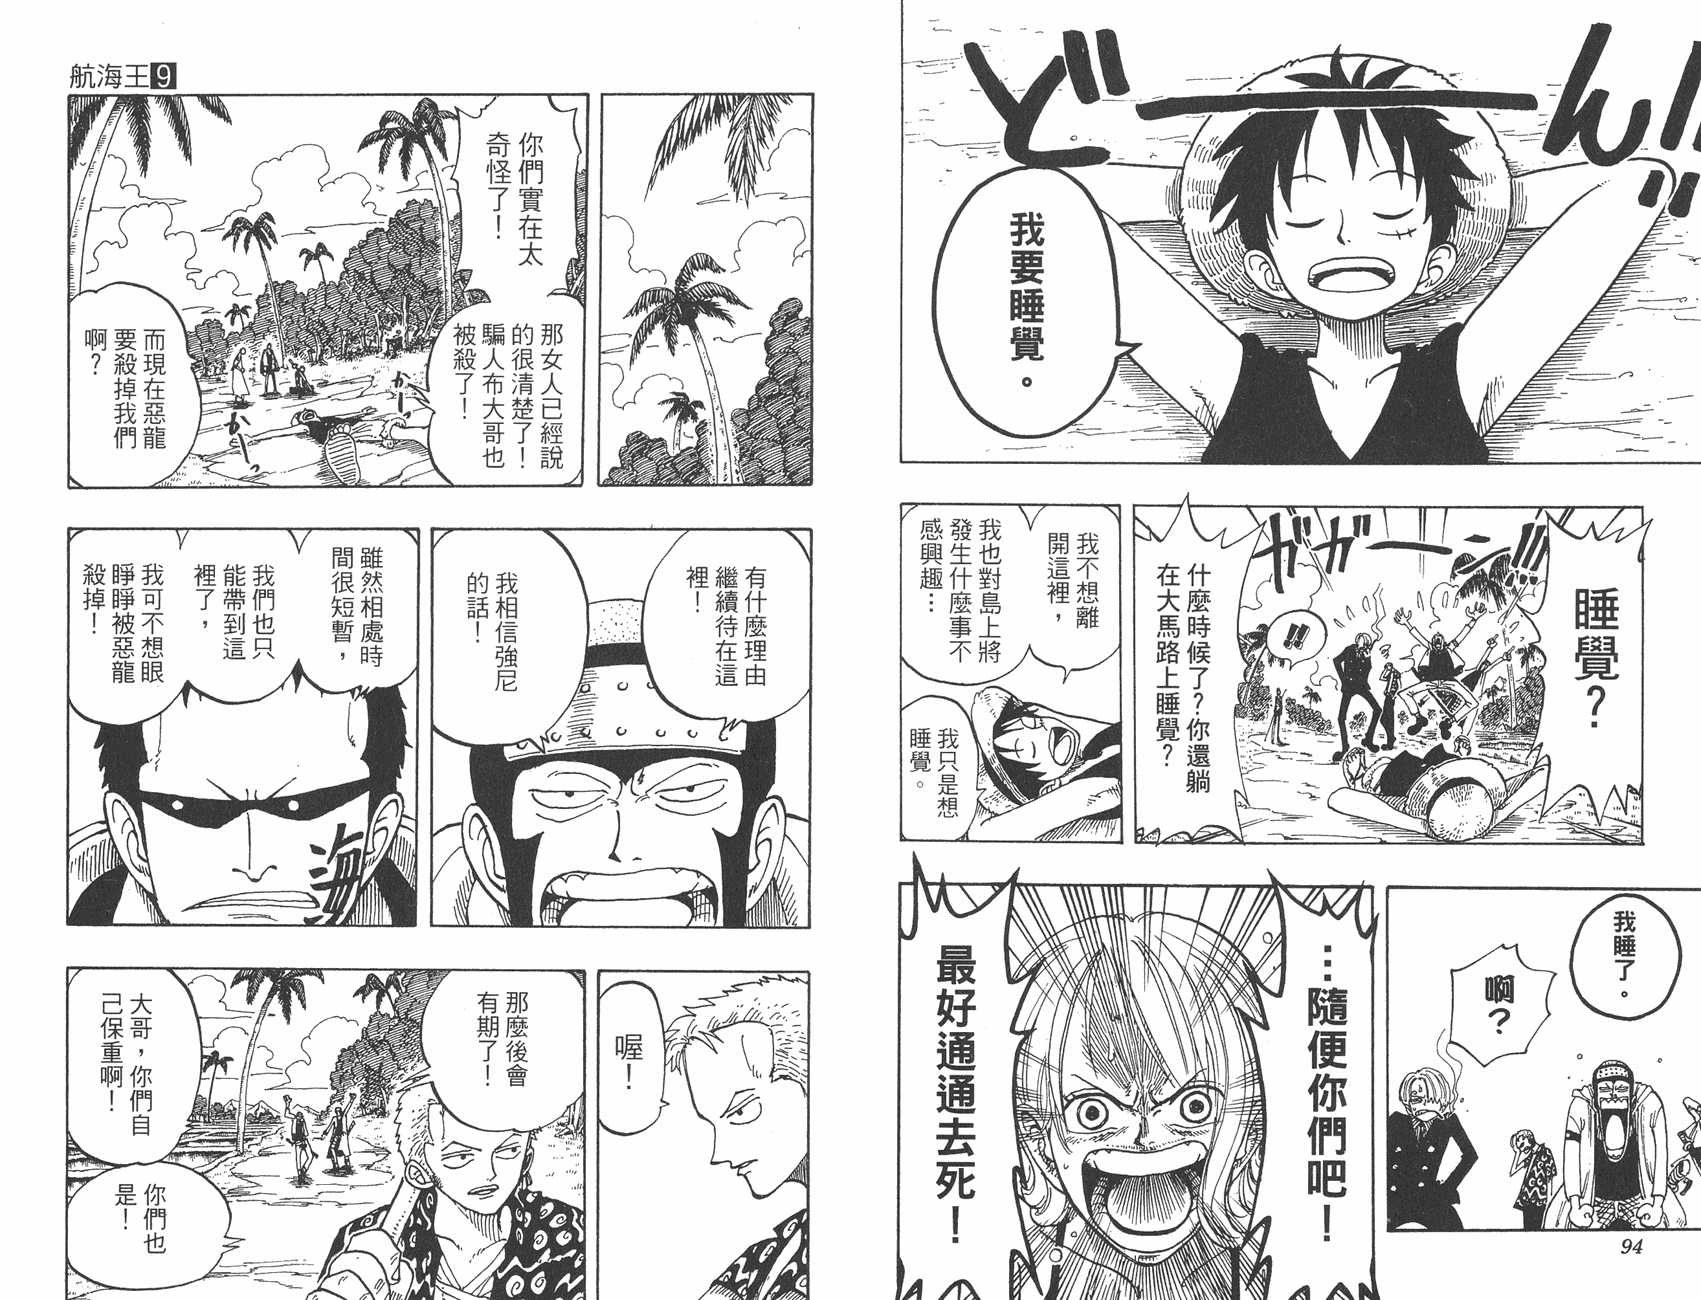 どん!!
我要睡覺。
睡覺?
ガガーーン!!!
!!
什麼時候了?你還躺
在大馬路上睡覺?
我不想離
開這裡,
我也對島上將
發生什麼事不
感興趣…
我只是想
睡覺。
我睡了。
啊?
…隨便你們吧!
最好通通去死!
94
航海王9
你們實在太
奇怪了!
那女人已經說
的很清楚了!
騙人布大哥也
被殺了!
かーっ
かーっ
而現在惡龍
要殺掉我們
啊?
有什麼理由
繼續待在這
裡!
我相信強尼
的話!
雖然相處時
間很短暫,
我們也只
能帶到這
裡了,
我可不想眼
睜睜被惡龍
殺掉!
海
喔!
那麼後會
有期了!
大哥,你們自
己保重啊!
你們也
是!